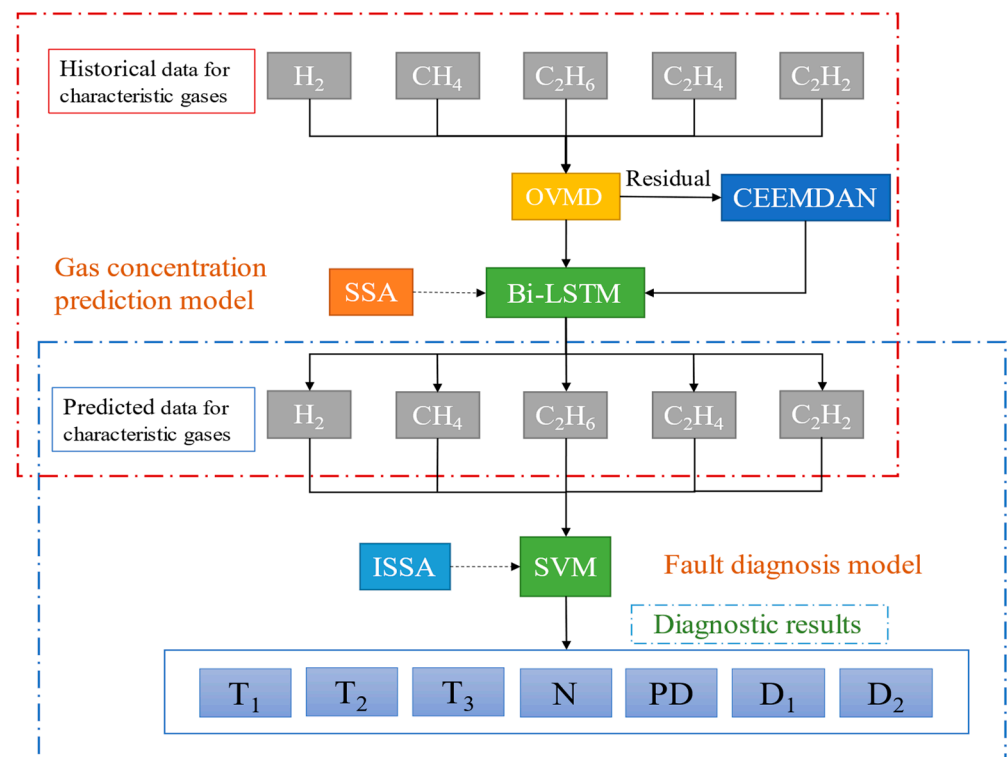 Historical data for
characteristic gases
H₂ CH₄ C₂H₆ C₂H₄ C₂H₂
OVMD Residual CEEMDAN
Gas concentration
prediction model
SSA Bi-LSTM
Predicted data for
characteristic gases
H₂ CH₄ C₂H₆ C₂H₄ C₂H₂
ISSA SVM Fault diagnosis model
Diagnostic results
T₁ T₂ T₃ N PD D₁ D₂